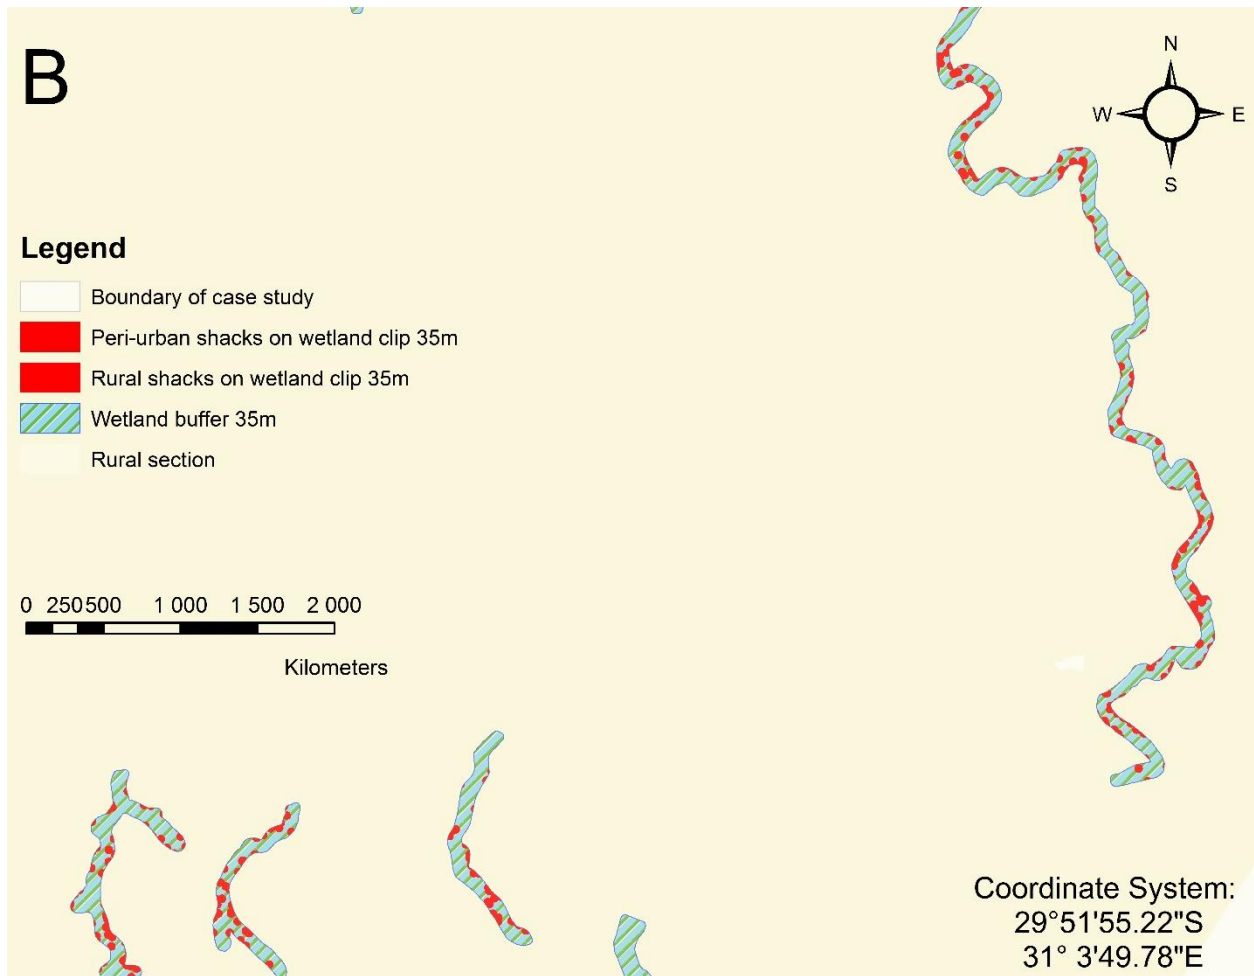 B
N
W E
S
Legend
Boundary of case study
Peri-urban shacks on wetland clip 35m
Rural shacks on wetland clip 35m
Wetland buffer 35m
Rural section
0 250 500 1 000 1 500 2 000
Kilometers
Coordinate System:
29°51'55.22"S
31° 3'49.78"E